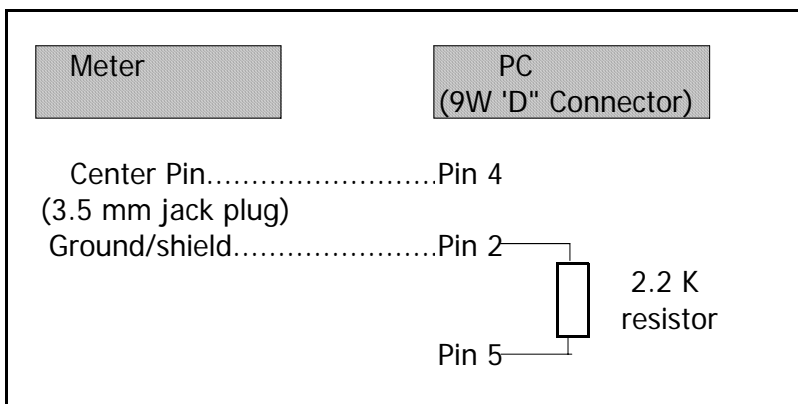 Meter PC
(9W 'D" Connector)
Center Pin..........................Pin 4
(3.5 mm jack plug)
Ground/shield.......................Pin 2
2.2 K
resistor
Pin 5